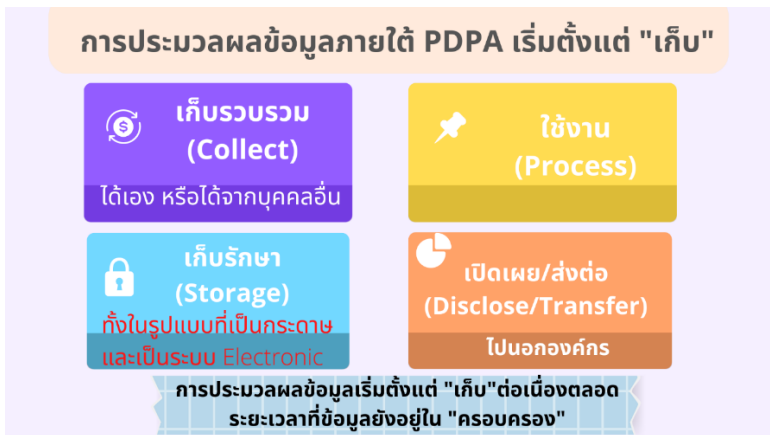 การประมวลผลข้อมูลภายใต้ PDPA เริ่มตั้งแต่ "เก็บ"
เก็บรวบรวม
(Collect)
ได้เอง หรือได้จากบุคคลอื่น
ใช้งาน
(Process)
เก็บรักษา
(Storage)
ทั้งในรูปแบบที่เป็นกระดาษ
และเป็นระบบ Electronic
เปิดเผย/ส่งต่อ
(Disclose/Transfer)
ไปนอกองค์กร
การประมวลผลข้อมูลเริ่มตั้งแต่ "เก็บ"ต่อเนื่องตลอด
ระยะเวลาที่ข้อมูลยังอยู่ใน "ครอบครอง"